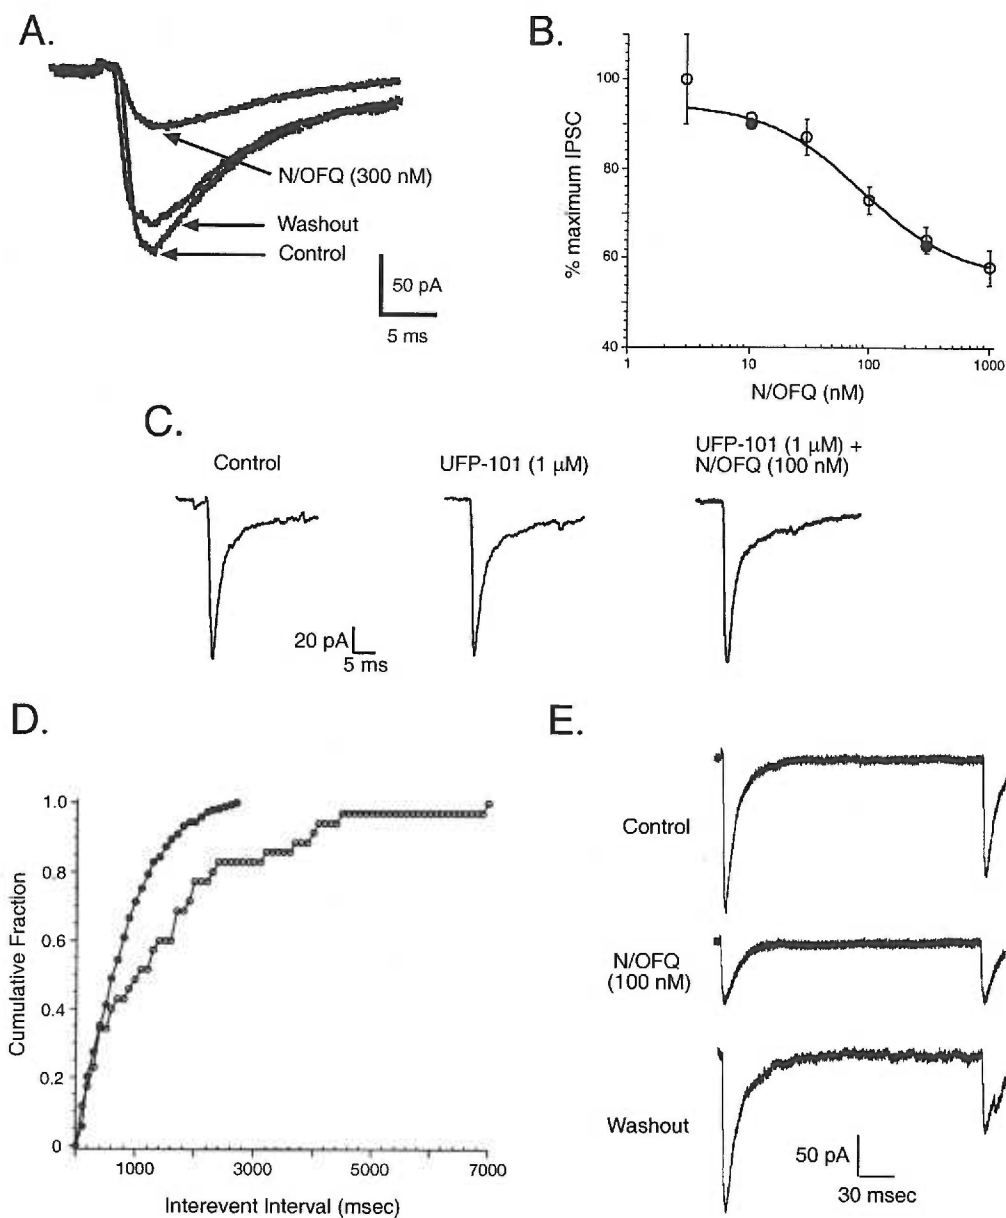 A.
N/OFQ (300 nM)
Washout
Control
50 pA
5 ms
B.
% maximum IPSC
100
80
60
40
1
10
100
1000
N/OFQ (nM)
C.
Control
UFP-101 (1 μM)
UFP-101 (1 μM) +
N/OFQ (100 nM)
20 pA
5 ms
D.
Cumulative Fraction
1.0
0.8
0.6
0.4
0.2
0
1000
3000
5000
7000
Interevent Interval (msec)
E.
Control
N/OFQ
(100 nM)
Washout
50 pA
30 msec